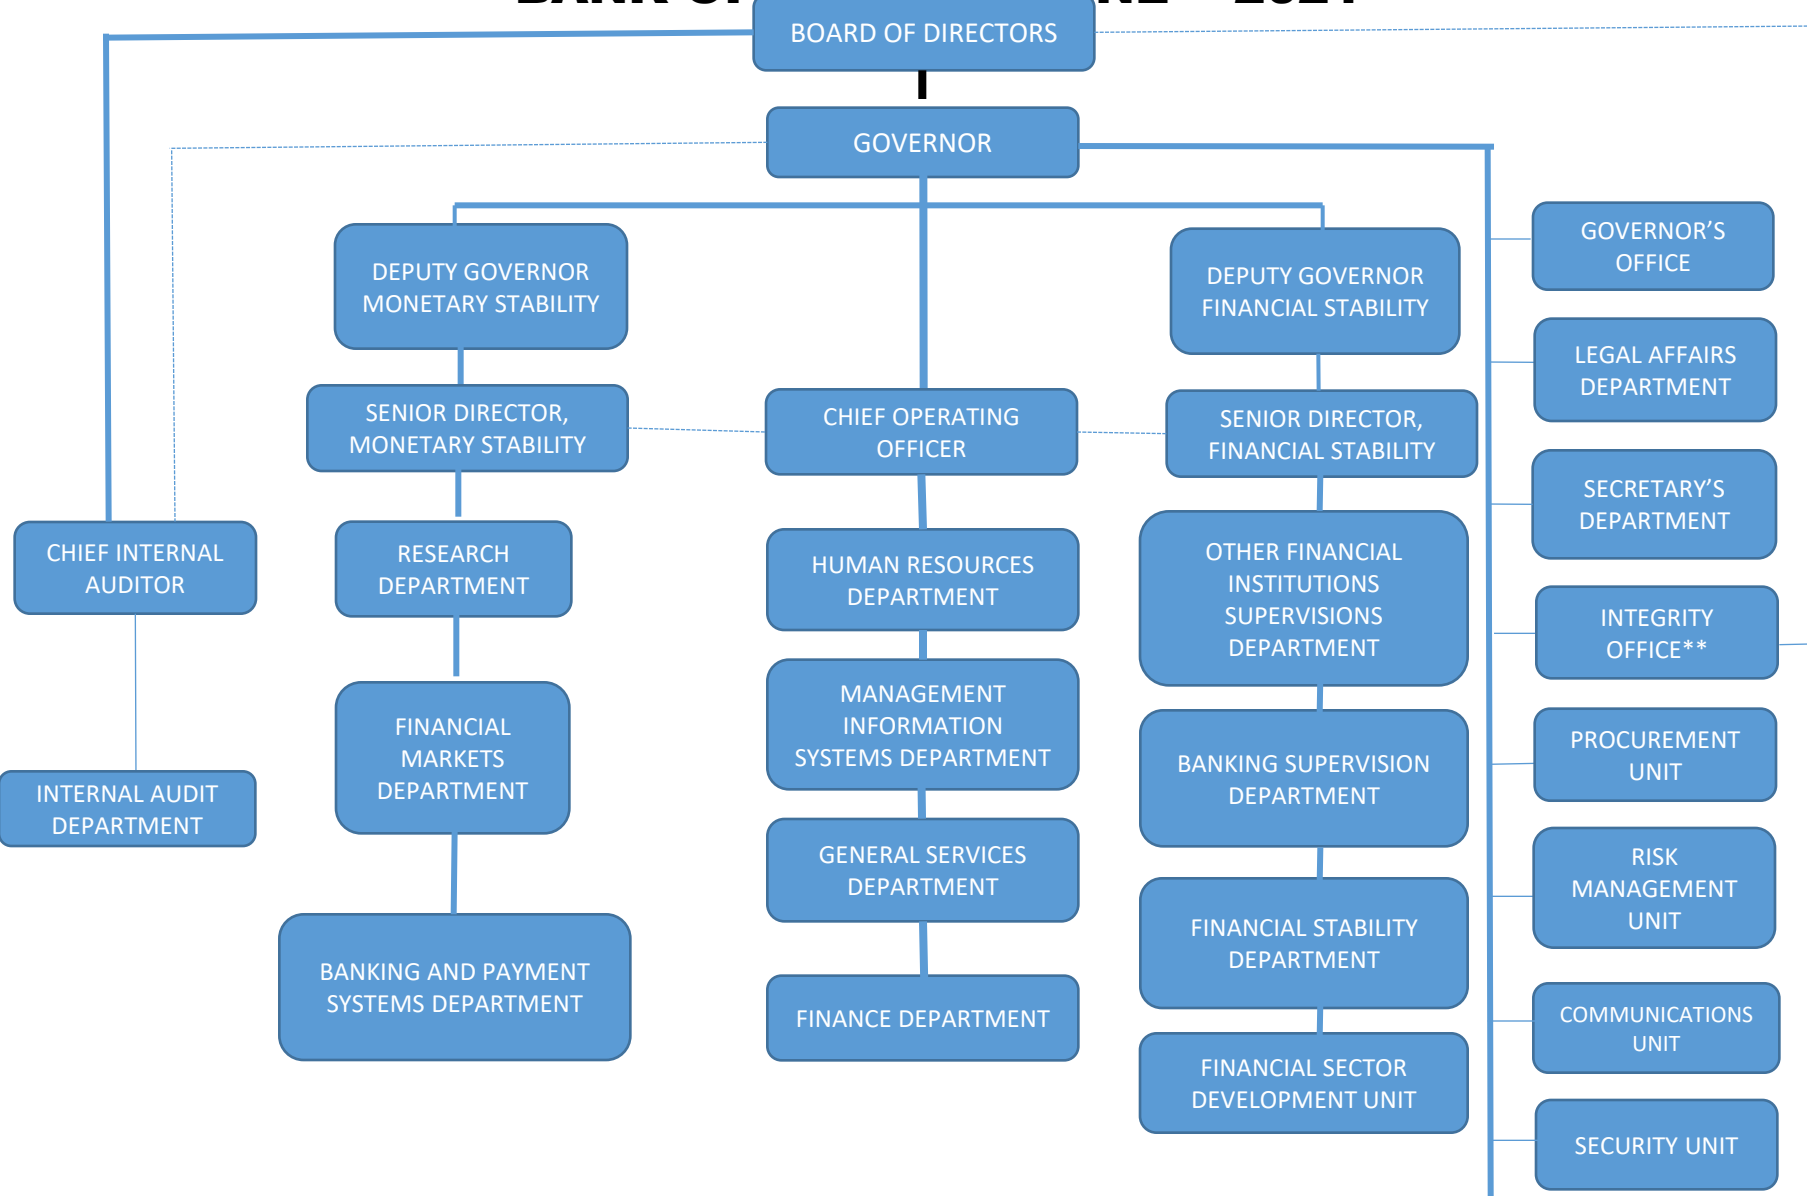 BOARD OF DIRECTORS
GOVERNOR
GOVERNOR’S
OFFICE
DEPUTY GOVERNOR
MONETARY STABILITY
DEPUTY GOVERNOR
FINANCIAL STABILITY
LEGAL AFFAIRS
DEPARTMENT
SENIOR DIRECTOR,
MONETARY STABILITY
CHIEF OPERATING
OFFICER
SENIOR DIRECTOR,
FINANCIAL STABILITY
SECRETARY’S
DEPARTMENT
CHIEF INTERNAL
AUDITOR
RESEARCH
DEPARTMENT
HUMAN RESOURCES
DEPARTMENT
OTHER FINANCIAL
INSTITUTIONS
SUPERVISIONS
DEPARTMENT
INTEGRITY
OFFICE**
MANAGEMENT
INFORMATION
SYSTEMS DEPARTMENT
FINANCIAL
MARKETS
DEPARTMENT
BANKING SUPERVISION
DEPARTMENT
PROCUREMENT
UNIT
INTERNAL AUDIT
DEPARTMENT
GENERAL SERVICES
DEPARTMENT
RISK
MANAGEMENT
UNIT
BANKING AND PAYMENT
SYSTEMS DEPARTMENT
FINANCIAL STABILITY
DEPARTMENT
FINANCE DEPARTMENT
COMMUNICATIONS
UNIT
FINANCIAL SECTOR
DEVELOPMENT UNIT
SECURITY UNIT